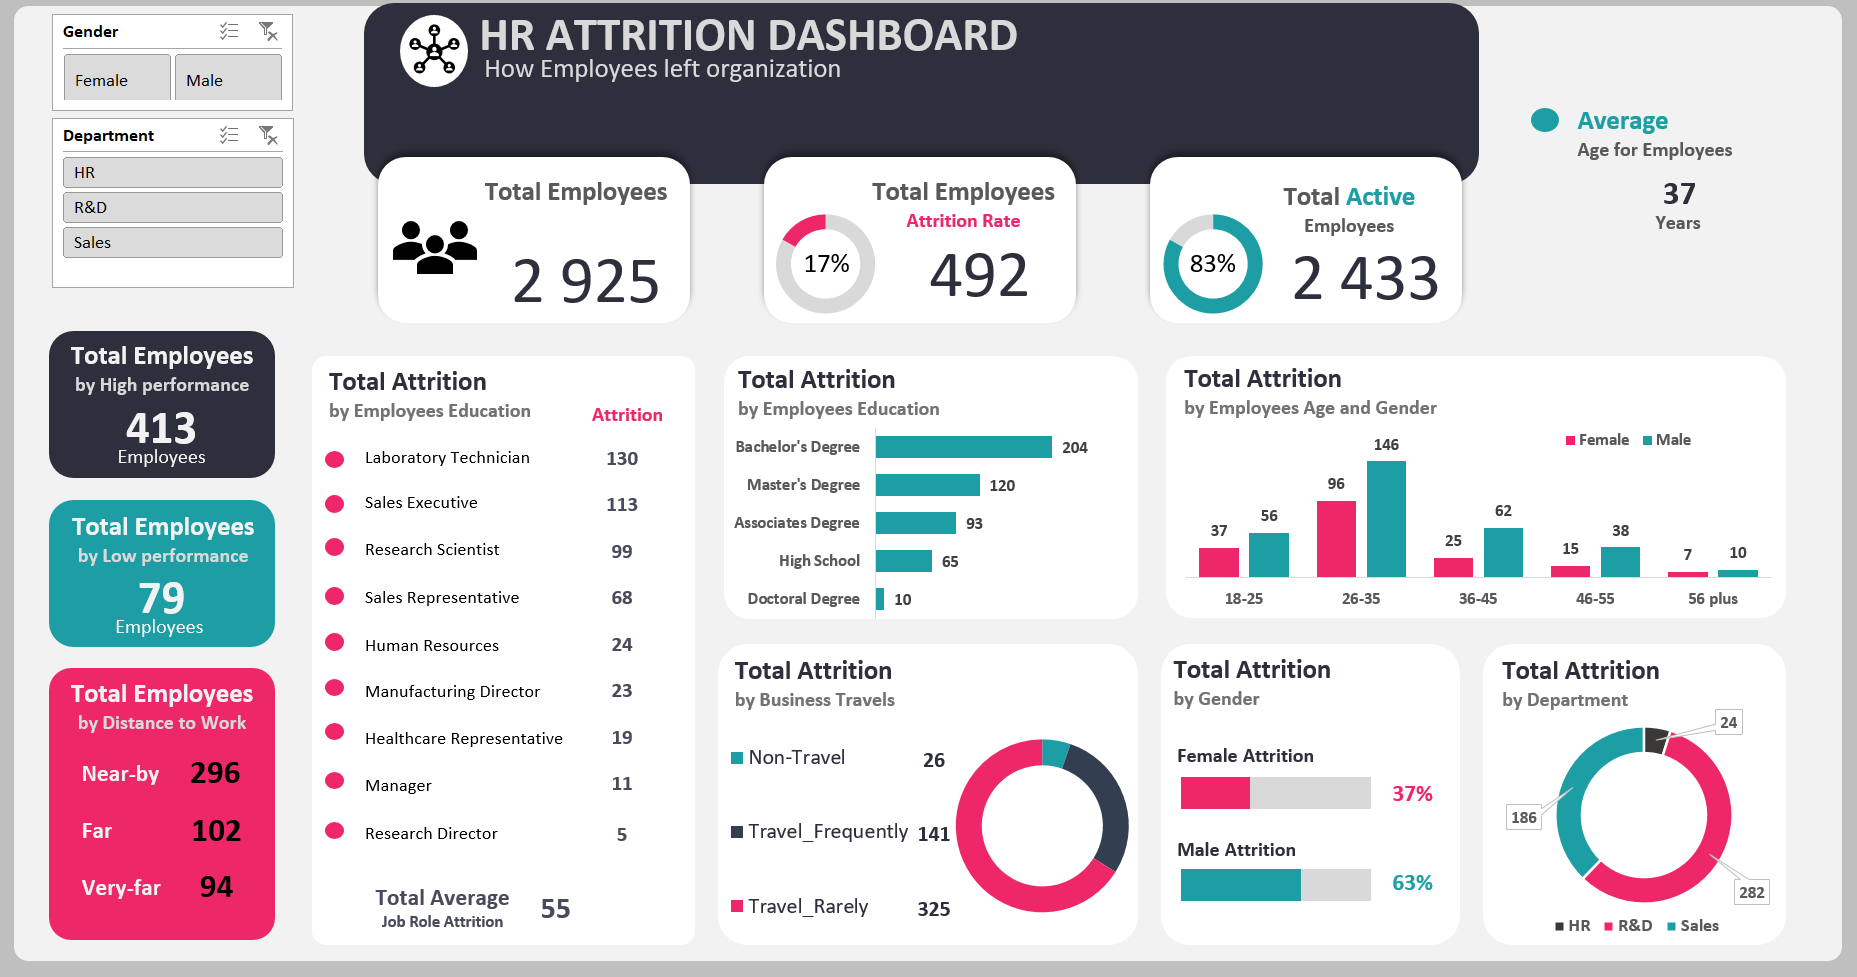 Gender
Female
Male
Department
HR
R&D
Sales
HR ATTRITION DASHBOARD
How Employees left organization
Average
Age for Employees
37
Years
Total Employees
2 925
Total Employees
Attrition Rate
17%
492
Total Active
Employees
83%
2 433
Total Employees
by High performance
413
Employees
Total Employees
by Low performance
79
Employees
Total Employees
by Distance to Work
Near-by 296
Far 102
Very-far 94
Total Attrition
by Employees Education
Attrition
Laboratory Technician 130
Sales Executive 113
Research Scientist 99
Sales Representative 68
Human Resources 24
Manufacturing Director 23
Healthcare Representative 19
Manager 11
Research Director 5
Total Average
Job Role Attrition
55
Total Attrition
by Employees Education
Bachelor's Degree 204
Master's Degree 120
Associates Degree 93
High School 65
Doctoral Degree 10
Total Attrition
by Employees Age and Gender
Female Male
37 56 96 146 25 62 15 38 7 10
18-25 26-35 36-45 46-55 56 plus
Total Attrition
by Business Travels
Non-Travel 26
Travel_Frequently 141
Travel_Rarely 325
Total Attrition
by Gender
Female Attrition
37%
Male Attrition
63%
Total Attrition
by Department
24
186
282
HR R&D Sales